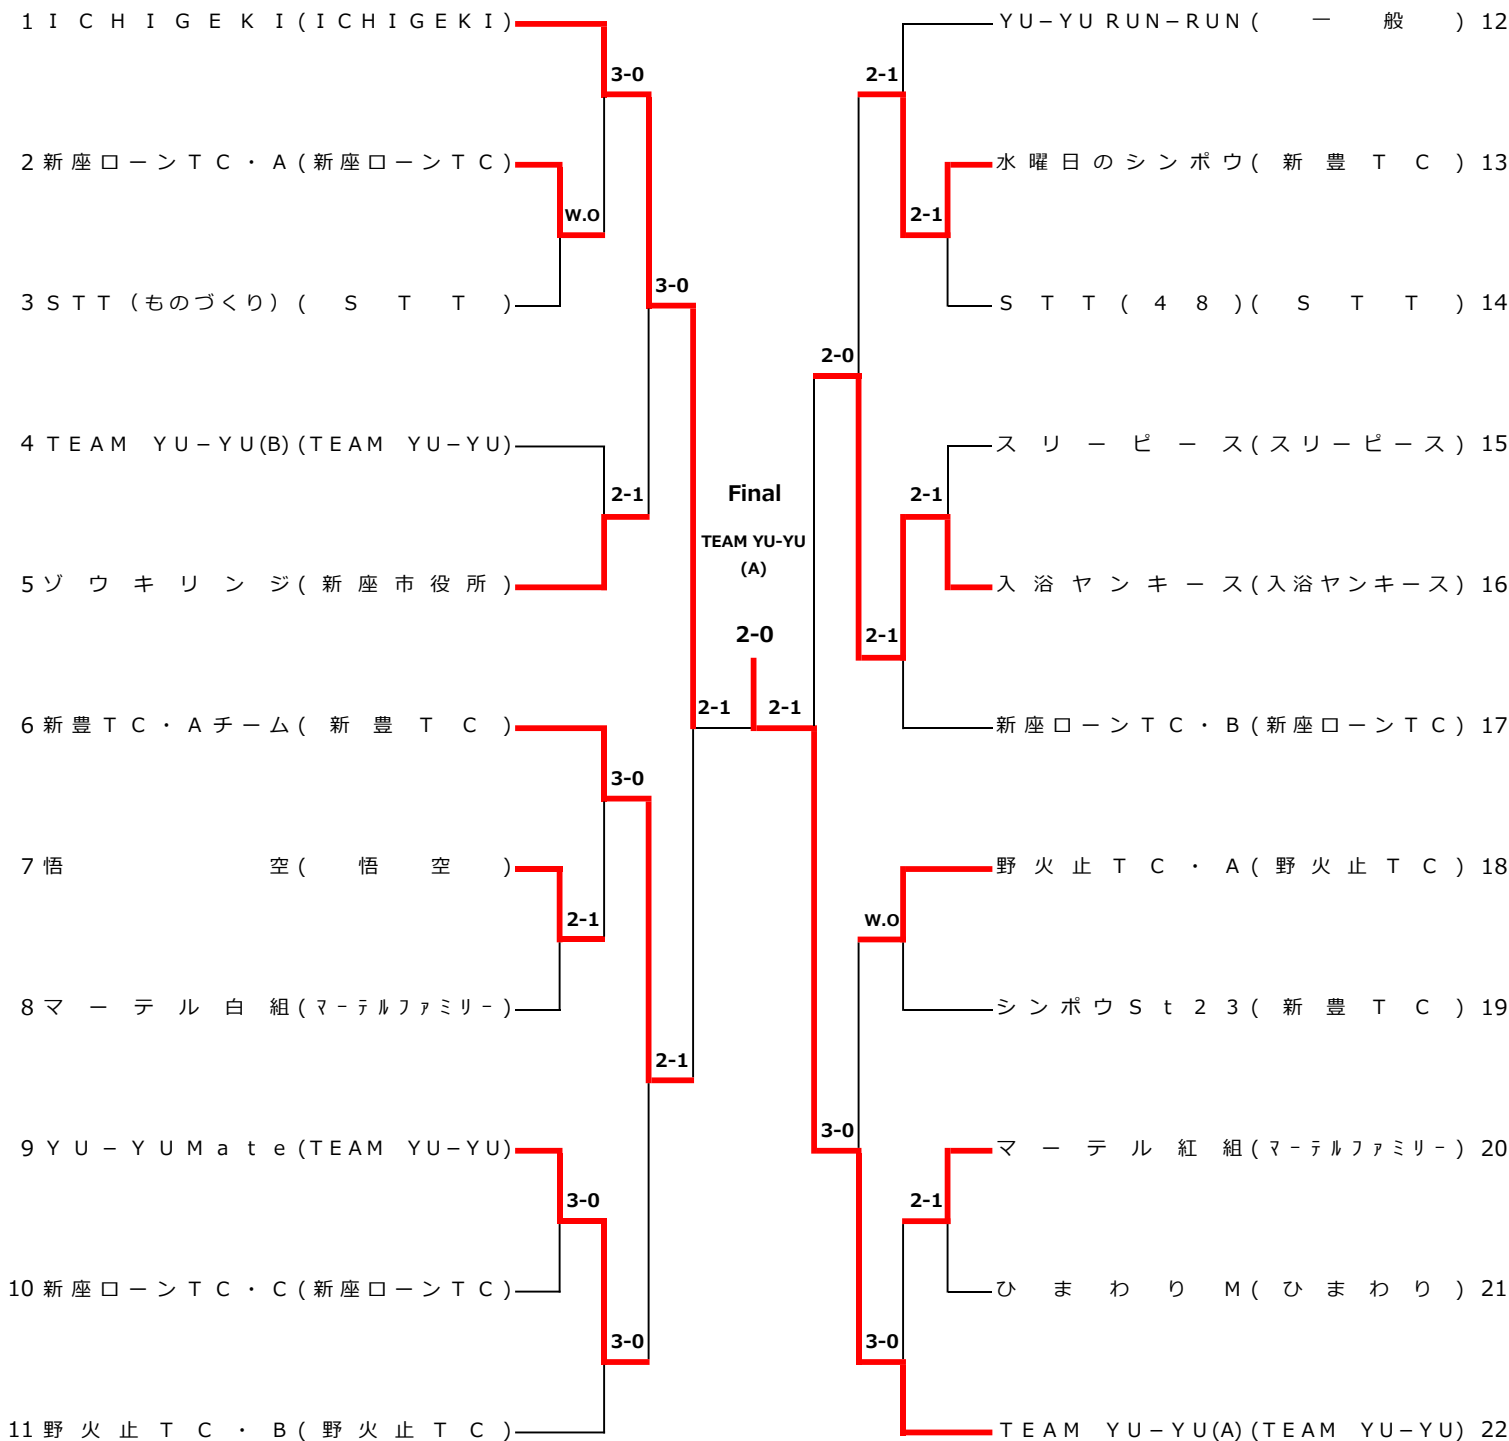 1 ＩＣＨＩＧＥＫＩ(ＩＣＨＩＧＥＫＩ)
YU−YU RUN−RUN(一般) 12
3-0
2-1
2 新座ローンＴＣ・Ａ(新座ローンＴＣ)
水曜日のシンポウ(新豊ＴＣ) 13
W.O
2-1
3 ＳＴＴ（ものづくり）(ＳＴＴ)
ＳＴＴ(４８)(ＳＴＴ) 14
3-0
2-0
4 ＴＥＡＭ ＹＵ−ＹＵ(B)(ＴＥＡＭ ＹＵ−ＹＵ)
スリーピース(スリーピース) 15
2-1
Final
2-1
TEAM YU-YU
(A)
5 ゾウキリンジ(新座市役所)
入浴ヤンキース(入浴ヤンキース) 16
2-0
2-1
6 新豊ＴＣ・Ａチーム(新豊ＴＣ)
2-1
2-1
新座ローンＴＣ・Ｂ(新座ローンＴＣ) 17
3-0
7 悟空(悟空)
野火止ＴＣ・Ａ(野火止ＴＣ) 18
2-1
W.O
8 マーテル白組(ﾏｰﾃﾙﾌｧﾐﾘｰ)
シンポウＳｔ２３(新豊ＴＣ) 19
2-1
3-0
9 ＹＵ−ＹＵＭａｔｅ(ＴＥＡＭ ＹＵ−ＹＵ)
マーテル紅組(ﾏｰﾃﾙﾌｧﾐﾘｰ) 20
3-0
2-1
10 新座ローンＴＣ・Ｃ(新座ローンＴＣ)
ひまわりＭ(ひまわり) 21
3-0
3-0
11 野火止ＴＣ・Ｂ(野火止ＴＣ)
ＴＥＡＭ ＹＵ−ＹＵ(A)(ＴＥＡＭ ＹＵ−ＹＵ) 22